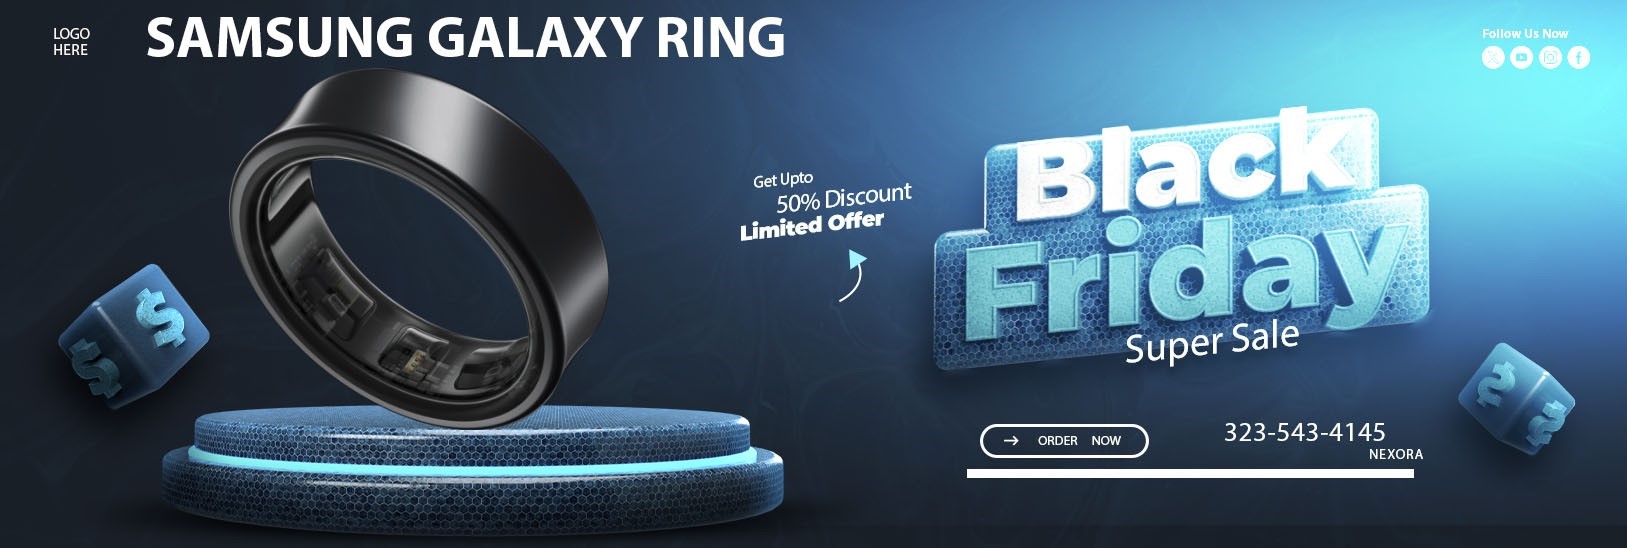 LOGO
HERE
SAMSUNG GALAXY RING
Follow Us Now
Get Upto
50% Discount
Limited Offer
Black
Friday
Super Sale
$
$
$
$
→ ORDER NOW
323-543-4145
NEXORA